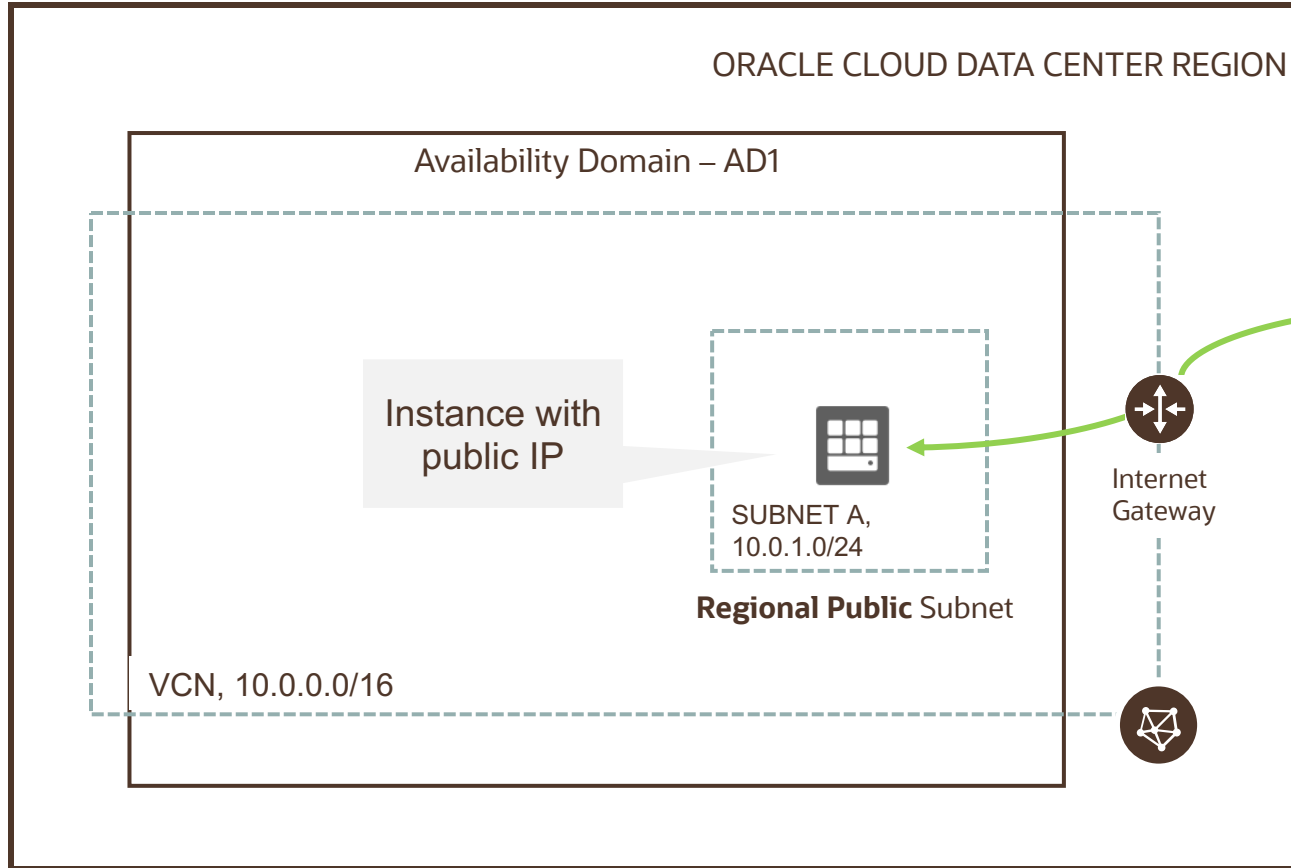 ORACLE CLOUD DATA CENTER REGION
Availability Domain – AD1
Instance with
public IP
SUBNET A,
10.0.1.0/24
Internet
Gateway
Regional Public Subnet
VCN, 10.0.0.0/16